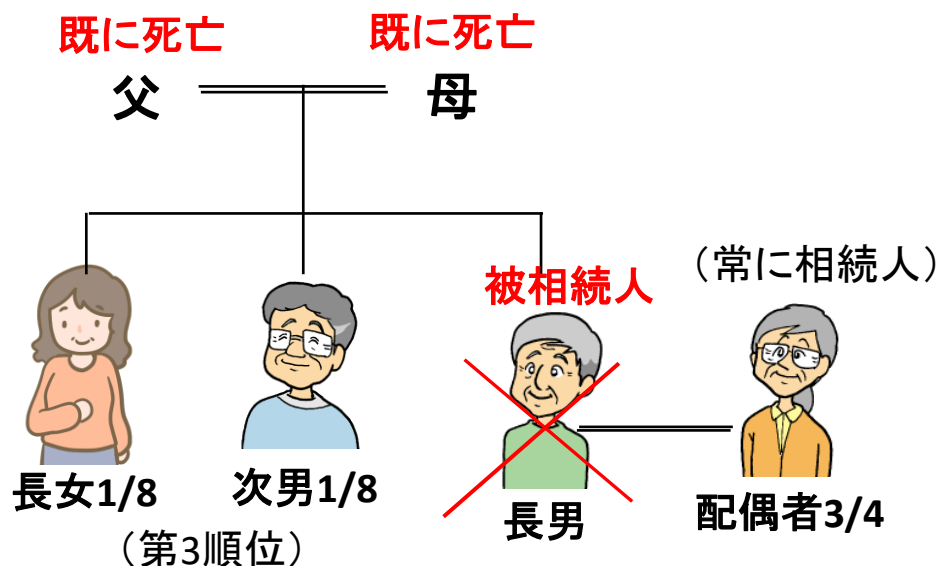 既に死亡
既に死亡
父
母
（常に相続人）
被相続人
長女1/8
次男1/8
長男
配偶者3/4
（第3順位）